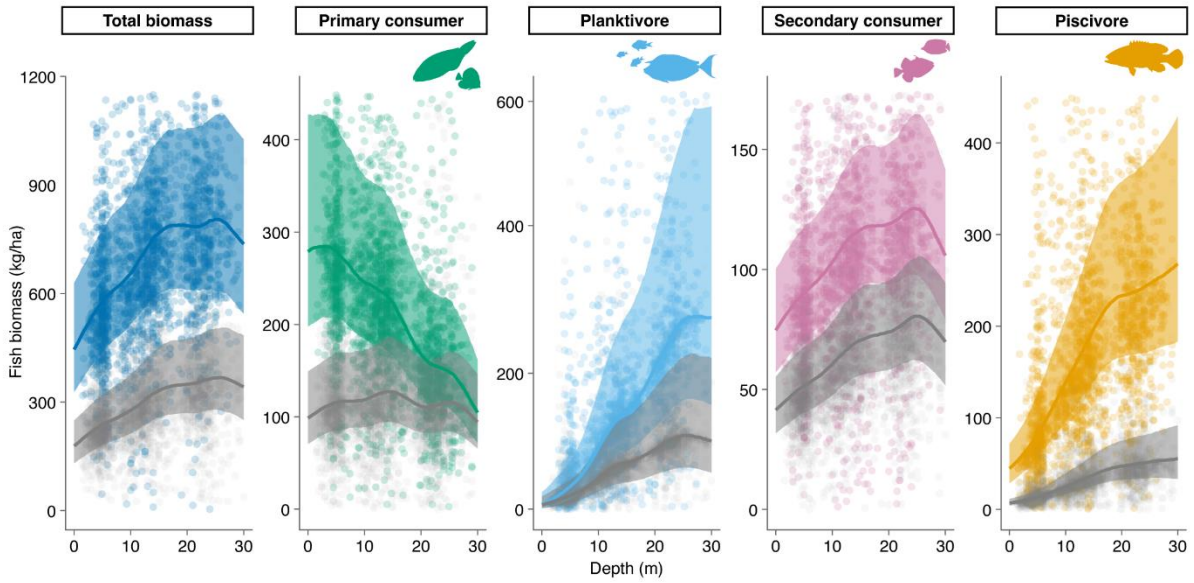 Total biomass
Primary consumer
Planktivore
Secondary consumer
Piscivore
Fish biomass (kg/ha)
1200
900
600
300
0
400
300
200
100
0
600
400
200
0
150
100
50
0
400
300
200
100
0
0 10 20 30
0 10 20 30
0 10 20 30
0 10 20 30
0 10 20 30
Depth (m)